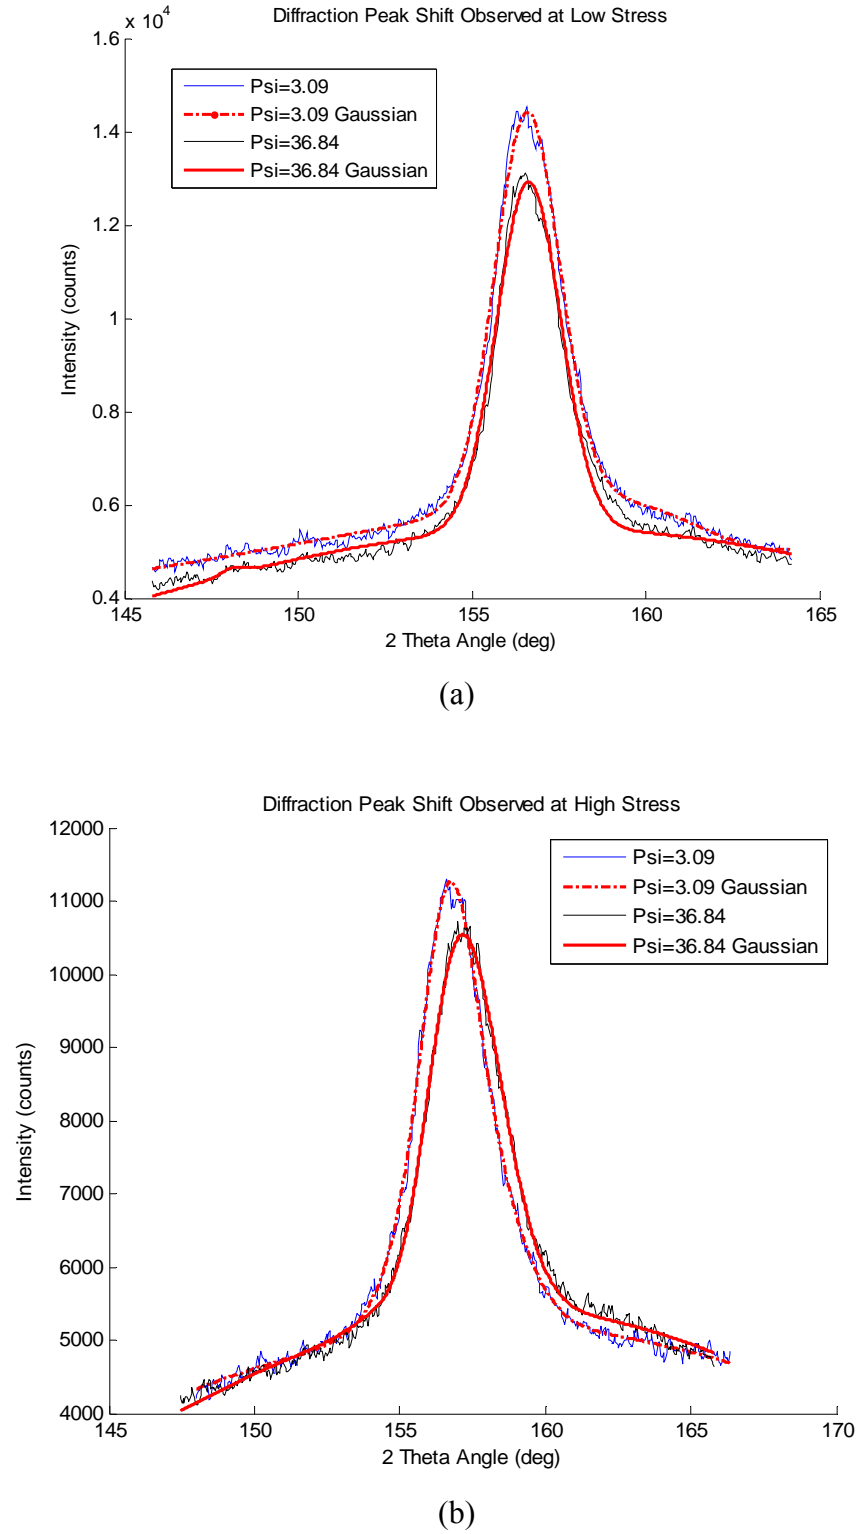 Diffraction Peak Shift Observed at Low Stress
x 10⁴
1.6
1.4
1.2
1
0.8
0.6
0.4
Intensity (counts)
Psi=3.09
Psi=3.09 Gaussian
Psi=36.84
Psi=36.84 Gaussian
145 150 155 160 165
2 Theta Angle (deg)
(a)
Diffraction Peak Shift Observed at High Stress
12000
11000
10000
9000
8000
7000
6000
5000
4000
Intensity (counts)
Psi=3.09
Psi=3.09 Gaussian
Psi=36.84
Psi=36.84 Gaussian
145 150 155 160 165 170
2 Theta Angle (deg)
(b)